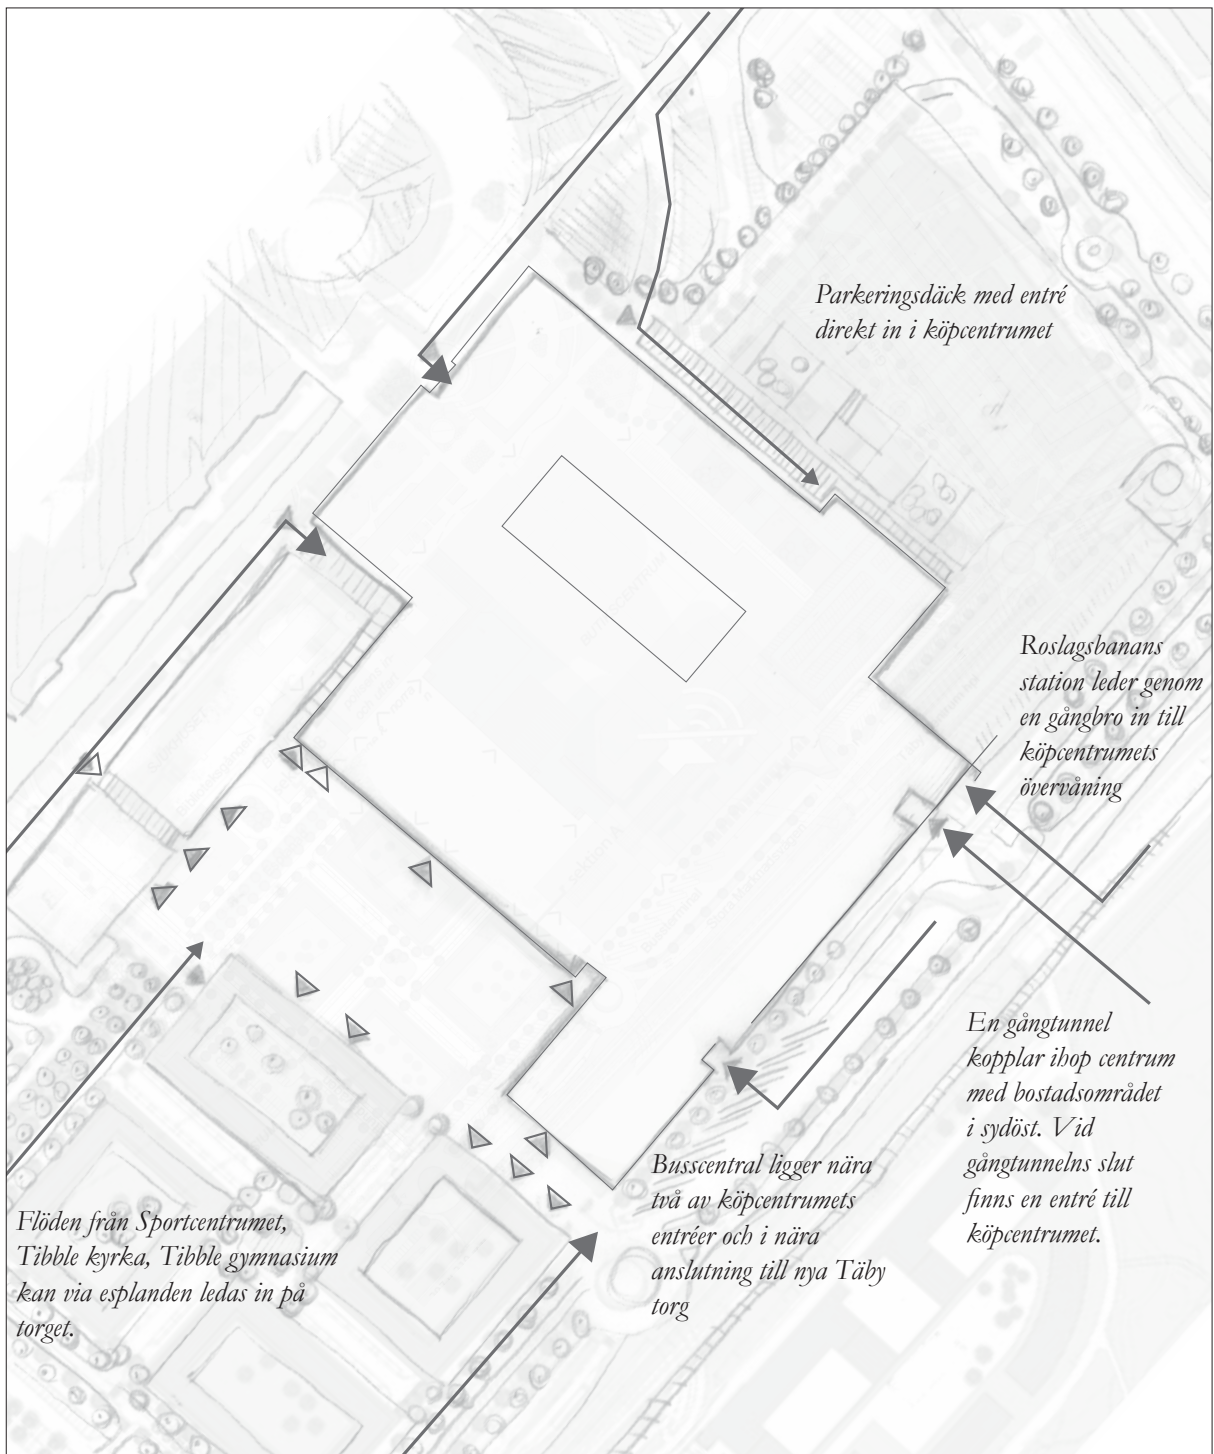 Parkeringsdäck med entré
direkt in i köpcentrumet
Roslagsbanans
station leder genom
en gångbro in till
köpcentrumets
övervåning
En gångtunnel
kopplar ihop centrum
med bostadsområdet
i sydöst. Vid
gångtunnelns slut
finns en entré till
köpcentrumet.
Busscentral ligger nära
två av köpcentrumets
entréer och i nära
anslutning till nya Täby
torg
Flöden från Sportcentrumet,
Tibble kyrka, Tibble gymnasium
kan via esplanden ledas in på
torget.